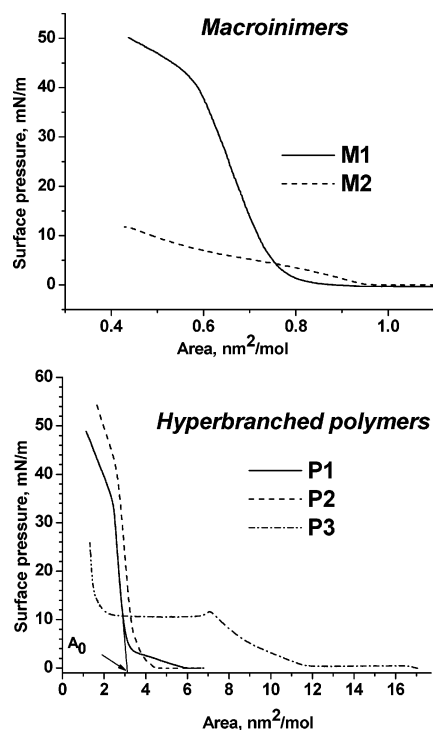 Macroinimers
Surface pressure, mN/m
50
40
30
20
10
0
M1
M2
0.4 0.6 0.8 1.0
Area, nm²/mol
Hyperbranched polymers
Surface pressure, mN/m
60
50
40
30
20
10
0
P1
P2
P3
A₀
0 2 4 6 8 10 12 14 16
Area, nm²/mol